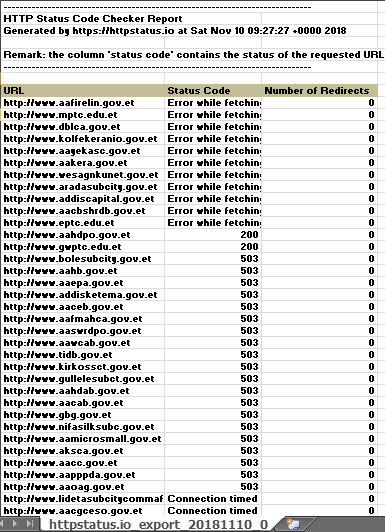 HTTP Status Code Checker Report
Generated by https://httpstatus.io at Sat Nov 10 09:27:27 +0000 2018
Remark: the column 'status code' contains the status of the requested URL
URL Status Code Number of Redirects
http://www.aafirelin.gov.et Error while fetching 0
http://www.mptc.edu.et Error while fetching 0
http://www.dblca.gov.et Error while fetching 0
http://www.kolfekeranio.gov.et Error while fetching 0
http://www.aayekasc.gov.et Error while fetching 0
http://www.aakera.gov.et Error while fetching 0
http://www.wesagnkunet.gov.et Error while fetching 0
http://www.aradasubcity.gov.et Error while fetching 0
http://www.addiscapital.gov.et Error while fetching 0
http://www.aacbshrdb.gov.et Error while fetching 0
http://www.eptc.edu.et Error while fetching 0
http://www.aahdpo.gov.et 200 0
http://www.gwptc.edu.et 200 0
http://www.bolesubcity.gov.et 503 0
http://www.aahb.gov.et 503 0
http://www.aaepa.gov.et 503 0
http://www.addisketema.gov.et 503 0
http://www.aaceb.gov.et 503 0
http://www.aafmahca.gov.et 503 0
http://www.aaswrdpo.gov.et 503 0
http://www.aawcab.gov.et 503 0
http://www.tidb.gov.et 503 0
http://www.kirkossct.gov.et 503 0
http://www.gullelesubct.gov.et 503 0
http://www.aahdab.gov.et 503 0
http://www.aacab.gov.et 503 0
http://www.gbg.gov.et 503 0
http://www.nifasilksubc.gov.et 503 0
http://www.aamicrosmall.gov.et 503 0
http://www.aksca.gov.et 503 0
http://www.aacc.gov.et 503 0
http://www.aapppda.gov.et 503 0
http://www.aaoag.gov.et 503 0
http://www.lidetasubcitycommaf Connection timed 0
http://www.aacgceso.gov.et Connection timed 0
httpstatus.io_export_20181110_0